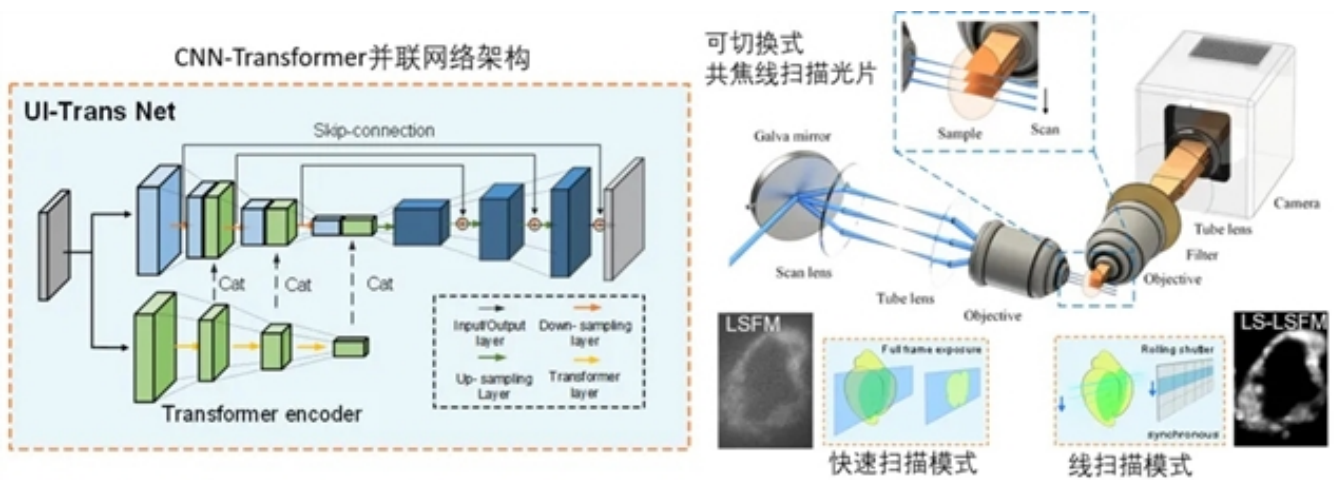 CNN-Transformer并联网络架构
UI-Trans Net
Skip-connection
Cat
Cat
Cat
Input/Output
layer
Down- sampling
layer
Up- sampling
Layer
Transformer
layer
Transformer encoder
可切换式
共焦线扫描光片
Sample
Scan
Galva mirror
Scan lens
Tube lens
Objective
Camera
Tube lens
Filter
Objective
LSFM
Full frame exposure
快速扫描模式
Rolling shutter
synchronous
线扫描模式
LS-LSFM